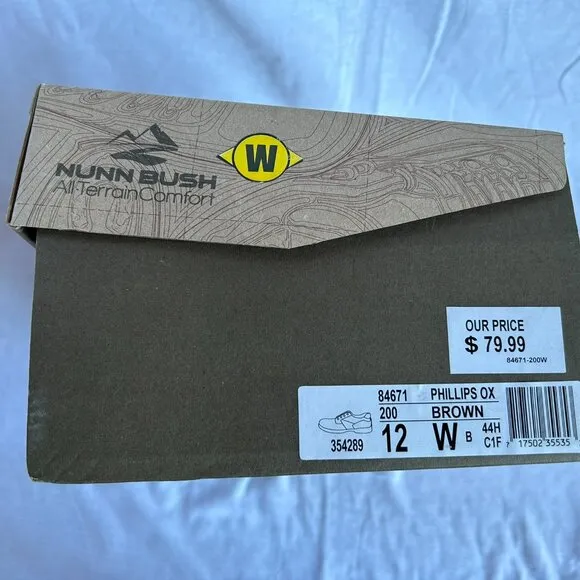 NUNN BUSH
All-Terrain Comfort
W
OUR PRICE
$ 79.99
84671-200W
84671 PHILLIPS OX
200 BROWN
354289 12 W B 44H
C1F
7 17502 35535